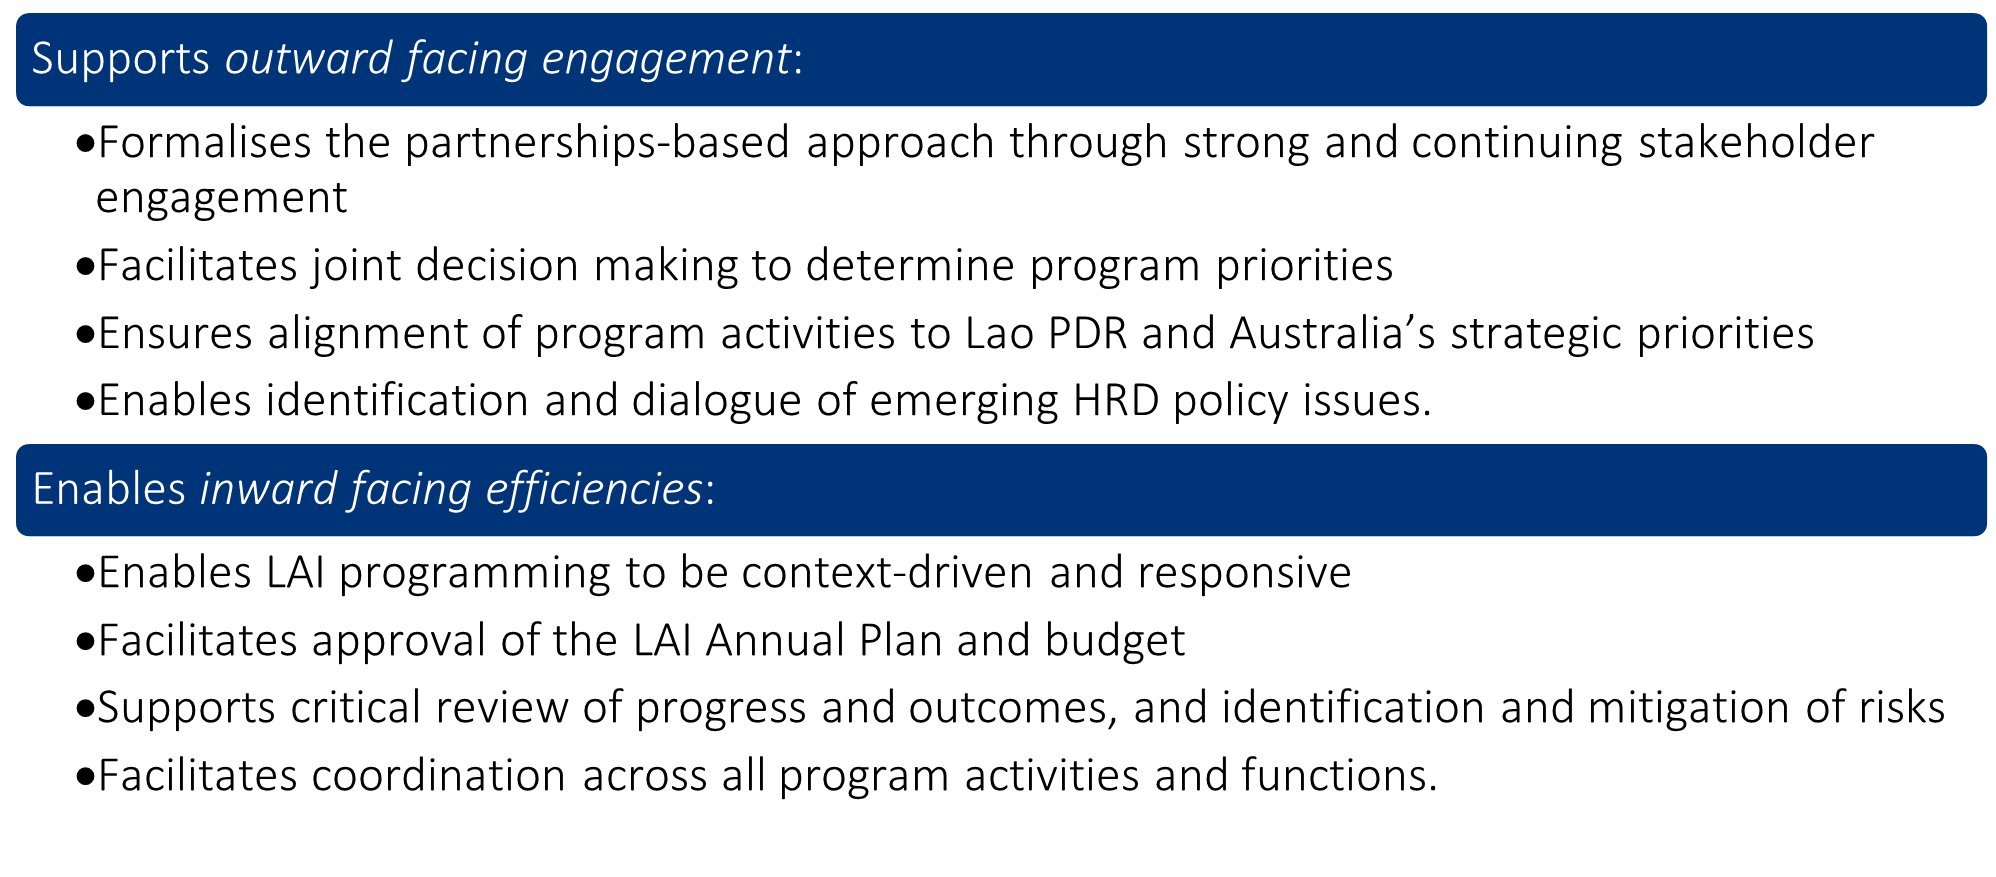 Supports outward facing engagement:
•Formalises the partnerships-based approach through strong and continuing stakeholder
engagement
•Facilitates joint decision making to determine program priorities
•Ensures alignment of program activities to Lao PDR and Australia’s strategic priorities
•Enables identification and dialogue of emerging HRD policy issues.
Enables inward facing efficiencies:
•Enables LAI programming to be context-driven and responsive
•Facilitates approval of the LAI Annual Plan and budget
•Supports critical review of progress and outcomes, and identification and mitigation of risks
•Facilitates coordination across all program activities and functions.